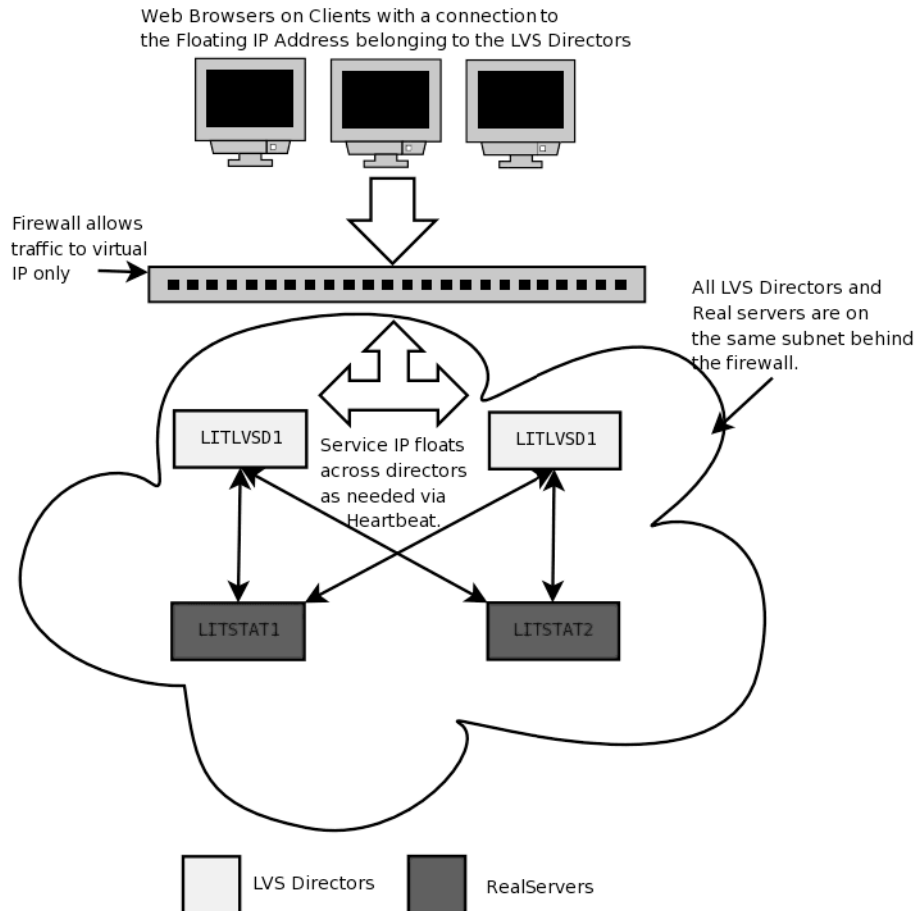 Web Browsers on Clients with a connection to
the Floating IP Address belonging to the LVS Directors
Firewall allows
traffic to virtual
IP only
All LVS Directors and
Real servers are on
the same subnet behind
the firewall.
LITLVSD1
LITLVSD1
Service IP floats
across directors
as needed via
Heartbeat.
LITSTAT1
LITSTAT2
LVS Directors
RealServers